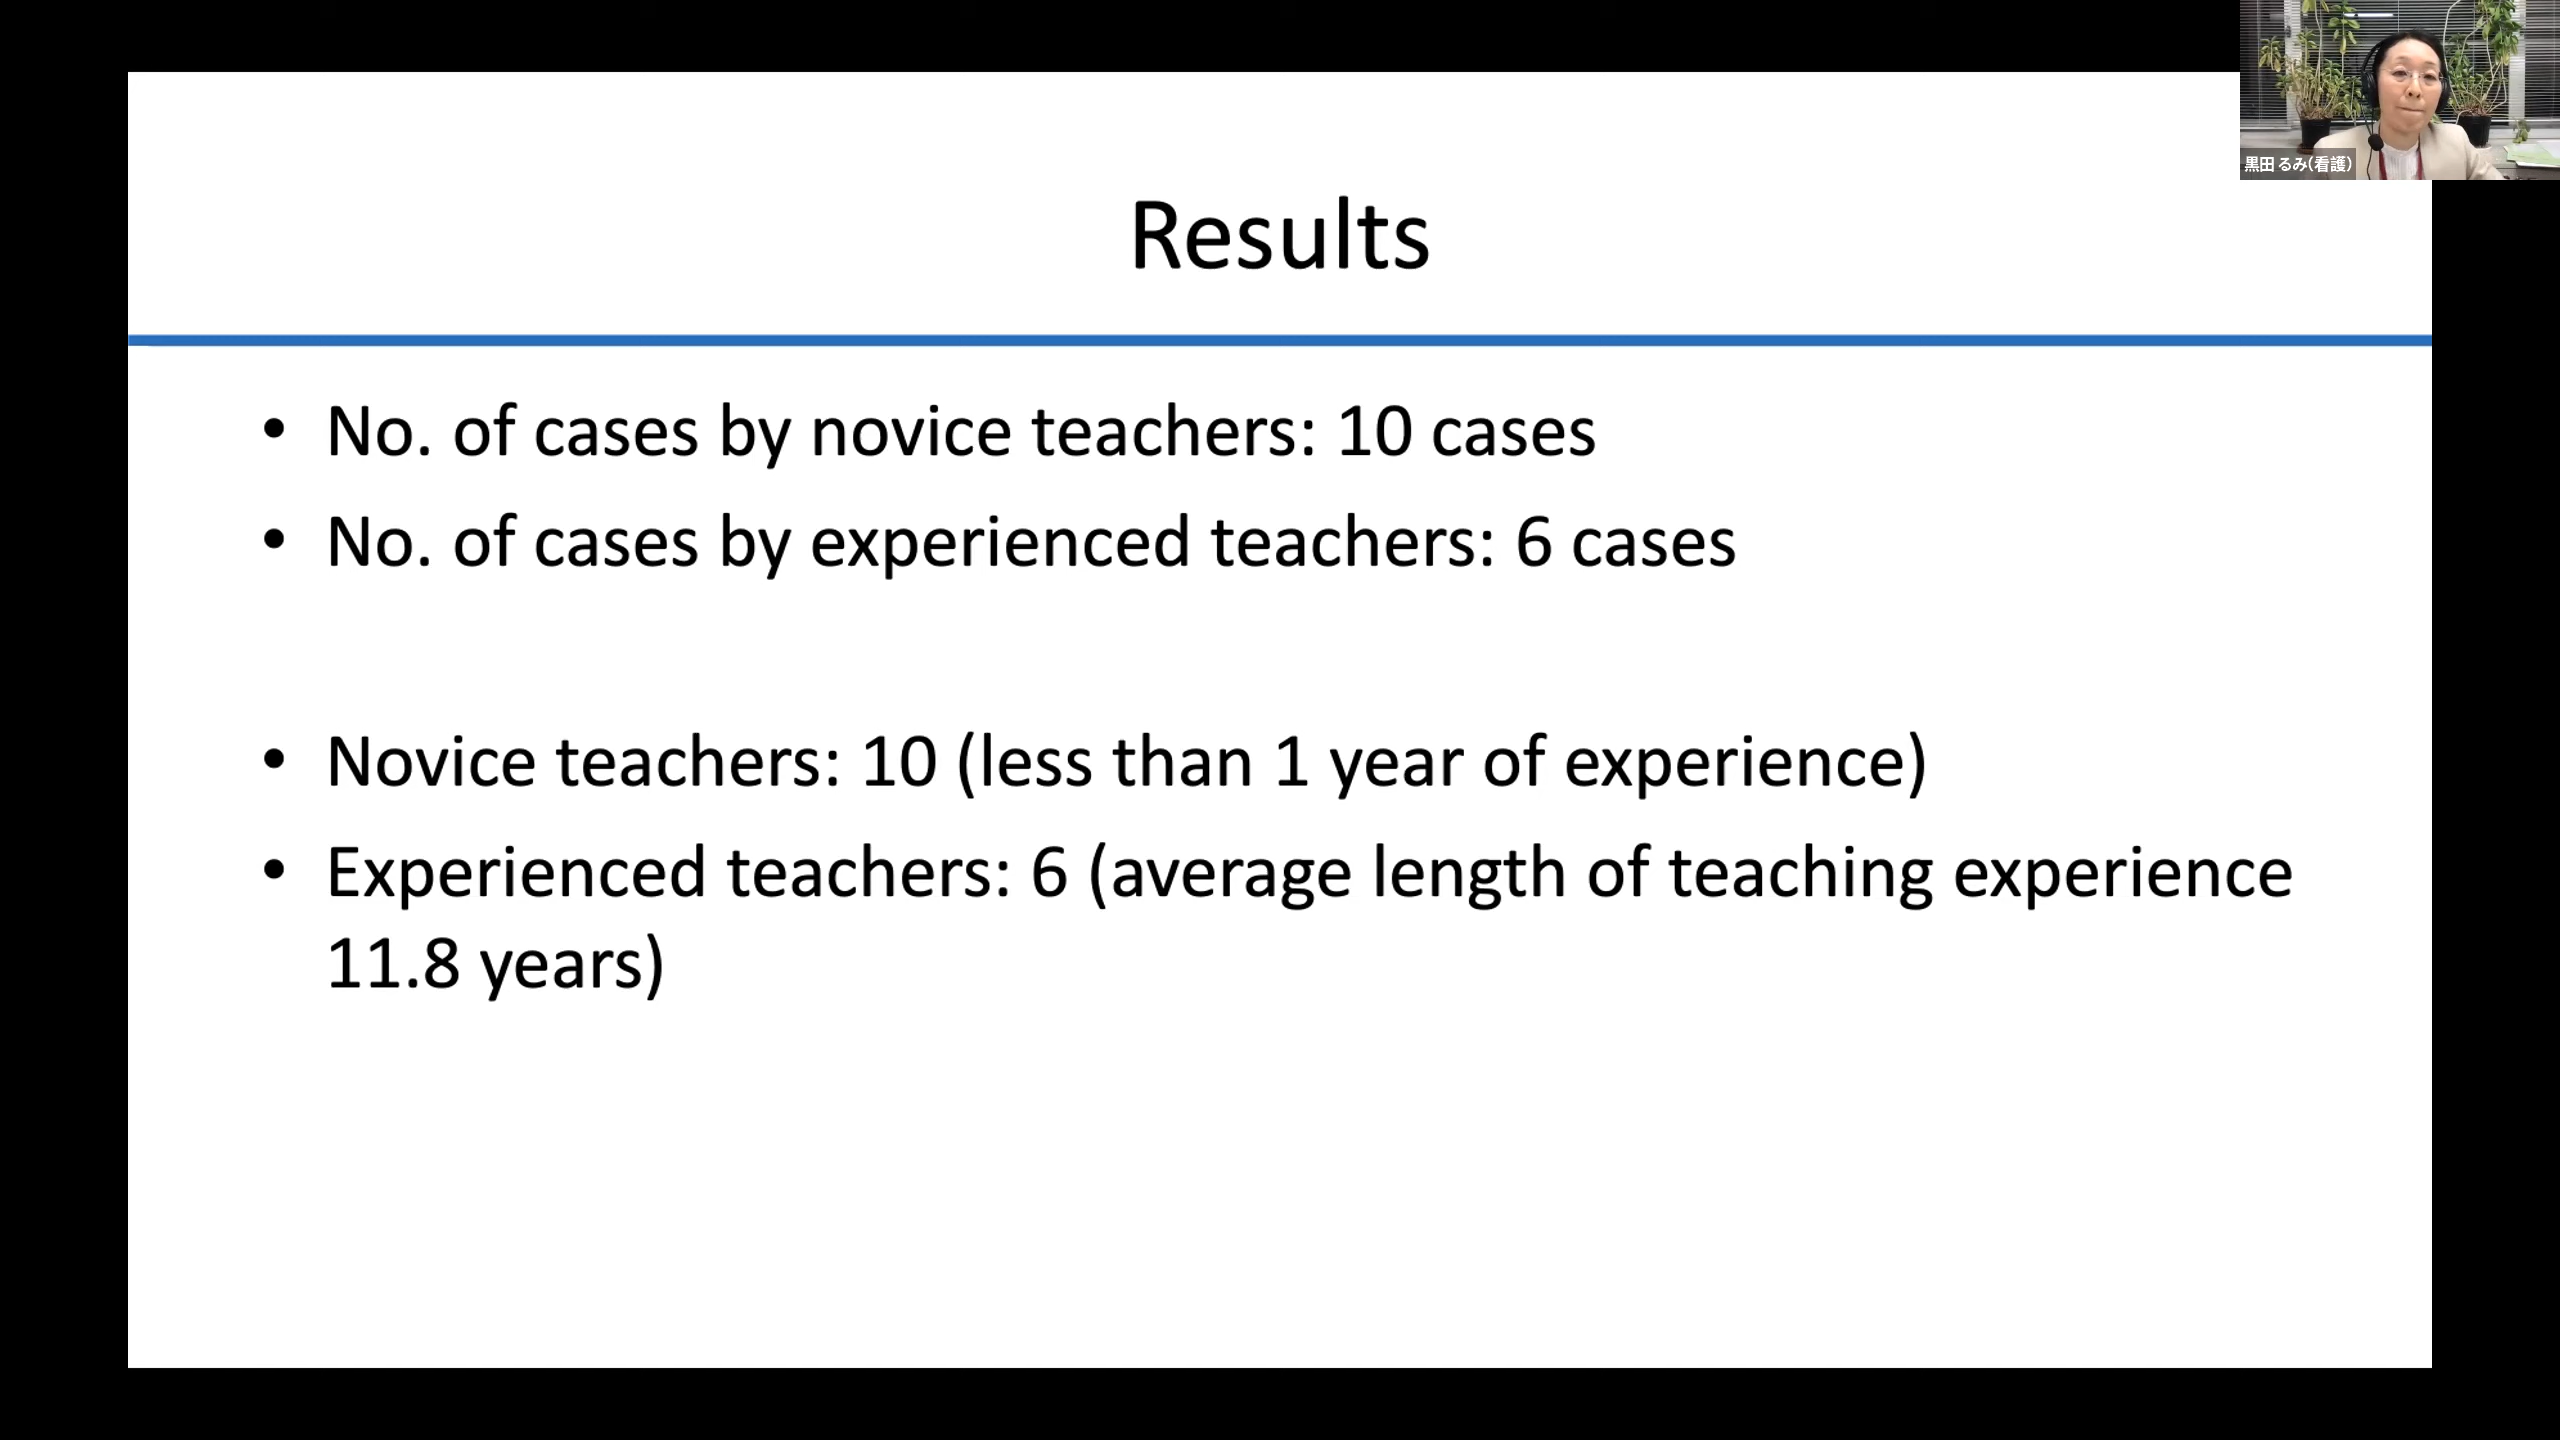 黒田 るみ(看護)
Results
• No. of cases by novice teachers: 10 cases
• No. of cases by experienced teachers: 6 cases
• Novice teachers: 10 (less than 1 year of experience)
• Experienced teachers: 6 (average length of teaching experience
11.8 years)